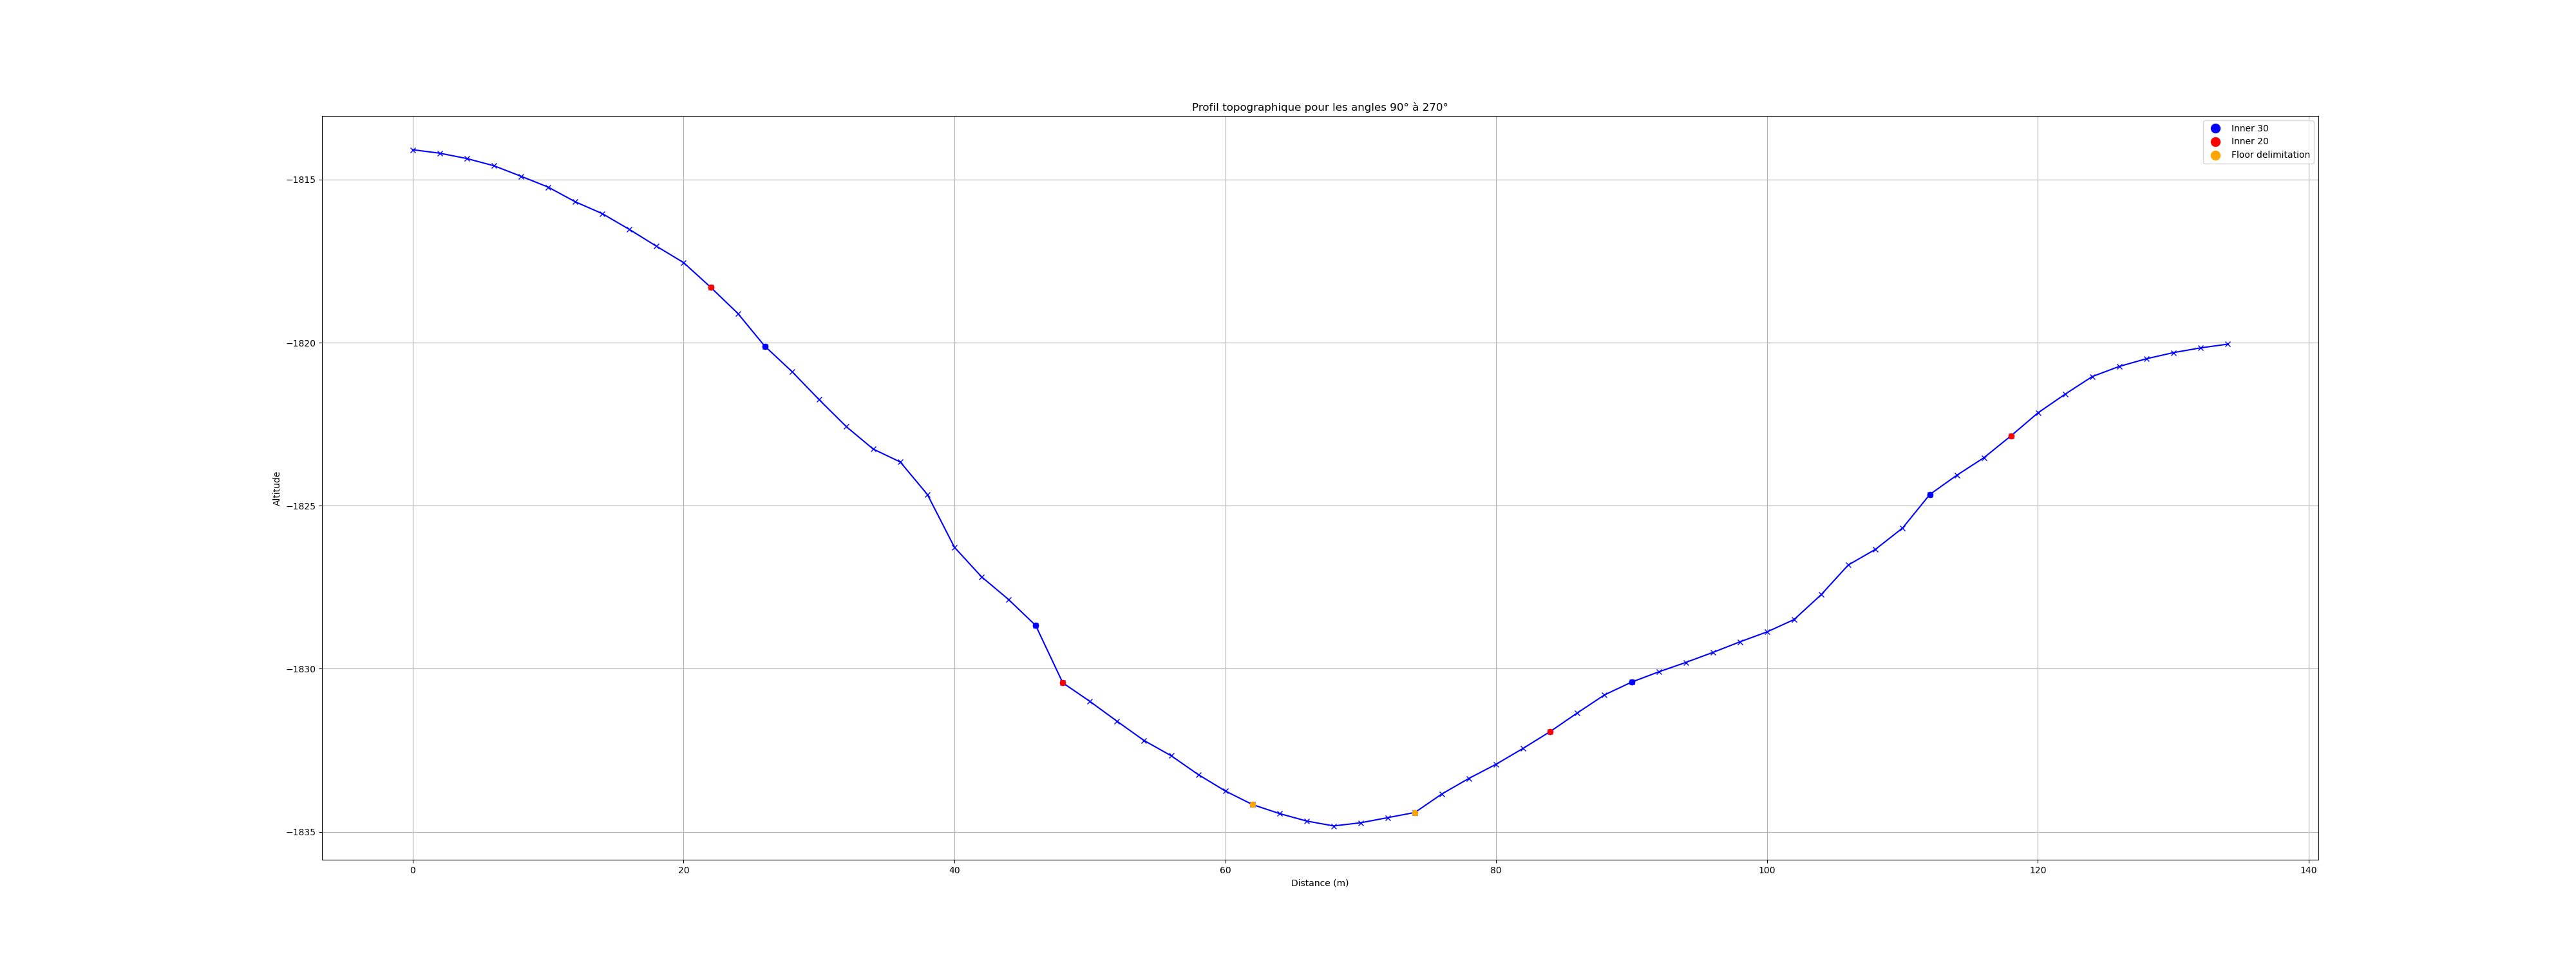 Profil topographique pour les angles 90° à 270°
Inner 30
Inner 20
Floor delimitation
Altitude
−1815
−1820
−1825
−1830
−1835
0
20
40
60
80
100
120
140
Distance (m)